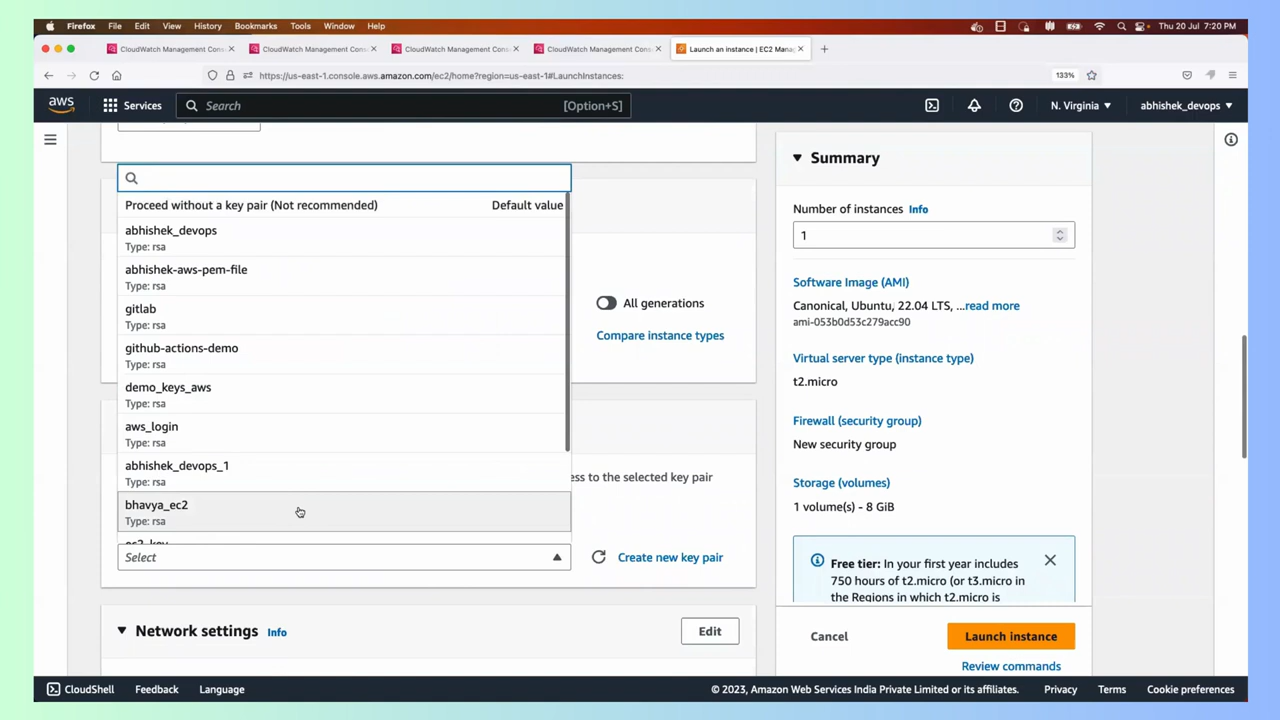 Firefox File Edit View History Bookmarks Tools Window Help Thu 20 Jul 7:20 PM
CloudWatch Management Cons CloudWatch Management Cons CloudWatch Management Cons CloudWatch Management Cons Launch an instance | EC2 Manag
https://us-east-1.console.aws.amazon.com/ec2/home?region=us-east-1#LaunchInstances: 133%
aws Services Search [Option+S] N. Virginia abhishek_devops
Summary
Proceed without a key pair (Not recommended) Default value
Number of instances Info
abhishek_devops
Type: rsa
1
abhishek-aws-pem-file
Type: rsa
Software Image (AMI)
gitlab
Type: rsa
All generations
Canonical, Ubuntu, 22.04 LTS, ...read more
ami-053b0d53c279acc90
Compare instance types
github-actions-demo
Type: rsa
Virtual server type (instance type)
t2.micro
demo_keys_aws
Type: rsa
aws_login
Type: rsa
Firewall (security group)
New security group
abhishek_devops_1
Type: rsa
ess to the selected key pair
Storage (volumes)
1 volume(s) - 8 GiB
bhavya_ec2
Type: rsa
ec2_key
Select
Create new key pair
Free tier: In your first year includes
750 hours of t2.micro (or t3.micro in
the Regions in which t2.micro is
Network settings Info Edit
Cancel Launch instance
Review commands
CloudShell Feedback Language © 2023, Amazon Web Services India Private Limited or its affiliates. Privacy Terms Cookie preferences